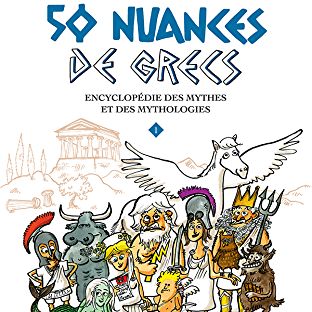 50 NUANCES
DE GRECS
ENCYCLOPÉDIE DES MYTHES
ET DES MYTHOLOGIES
1